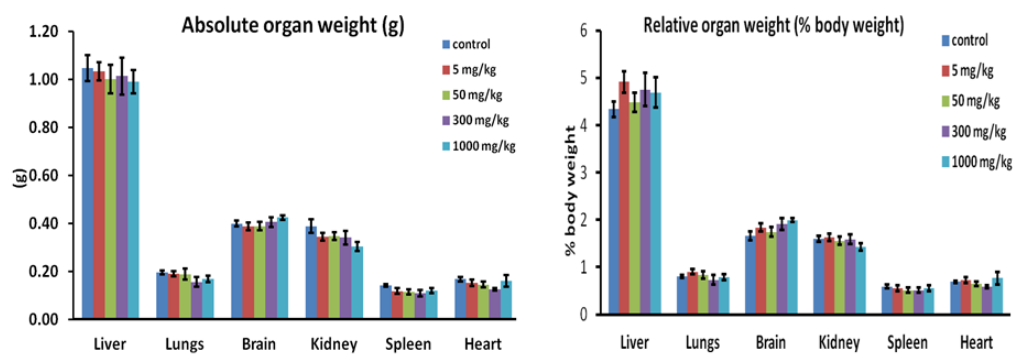 Absolute organ weight (g)
1.20
1.00
0.80
0.60
0.40
0.20
0.00
(g)
control
5 mg/kg
50 mg/kg
300 mg/kg
1000 mg/kg
Liver Lungs Brain Kidney Spleen Heart
Relative organ weight (% body weight)
6
5
4
3
2
1
0
% body weight
control
5 mg/kg
50 mg/kg
300 mg/kg
1000 mg/kg
Liver Lungs Brain Kidney Spleen Heart